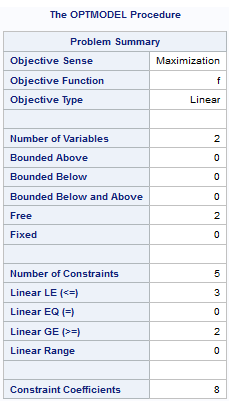 The OPTMODEL Procedure
Problem Summary
Objective Sense Maximization
Objective Function f
Objective Type Linear
Number of Variables 2
Bounded Above 0
Bounded Below 0
Bounded Below and Above 0
Free 2
Fixed 0
Number of Constraints 5
Linear LE (<=) 3
Linear EQ (=) 0
Linear GE (>=) 2
Linear Range 0
Constraint Coefficients 8